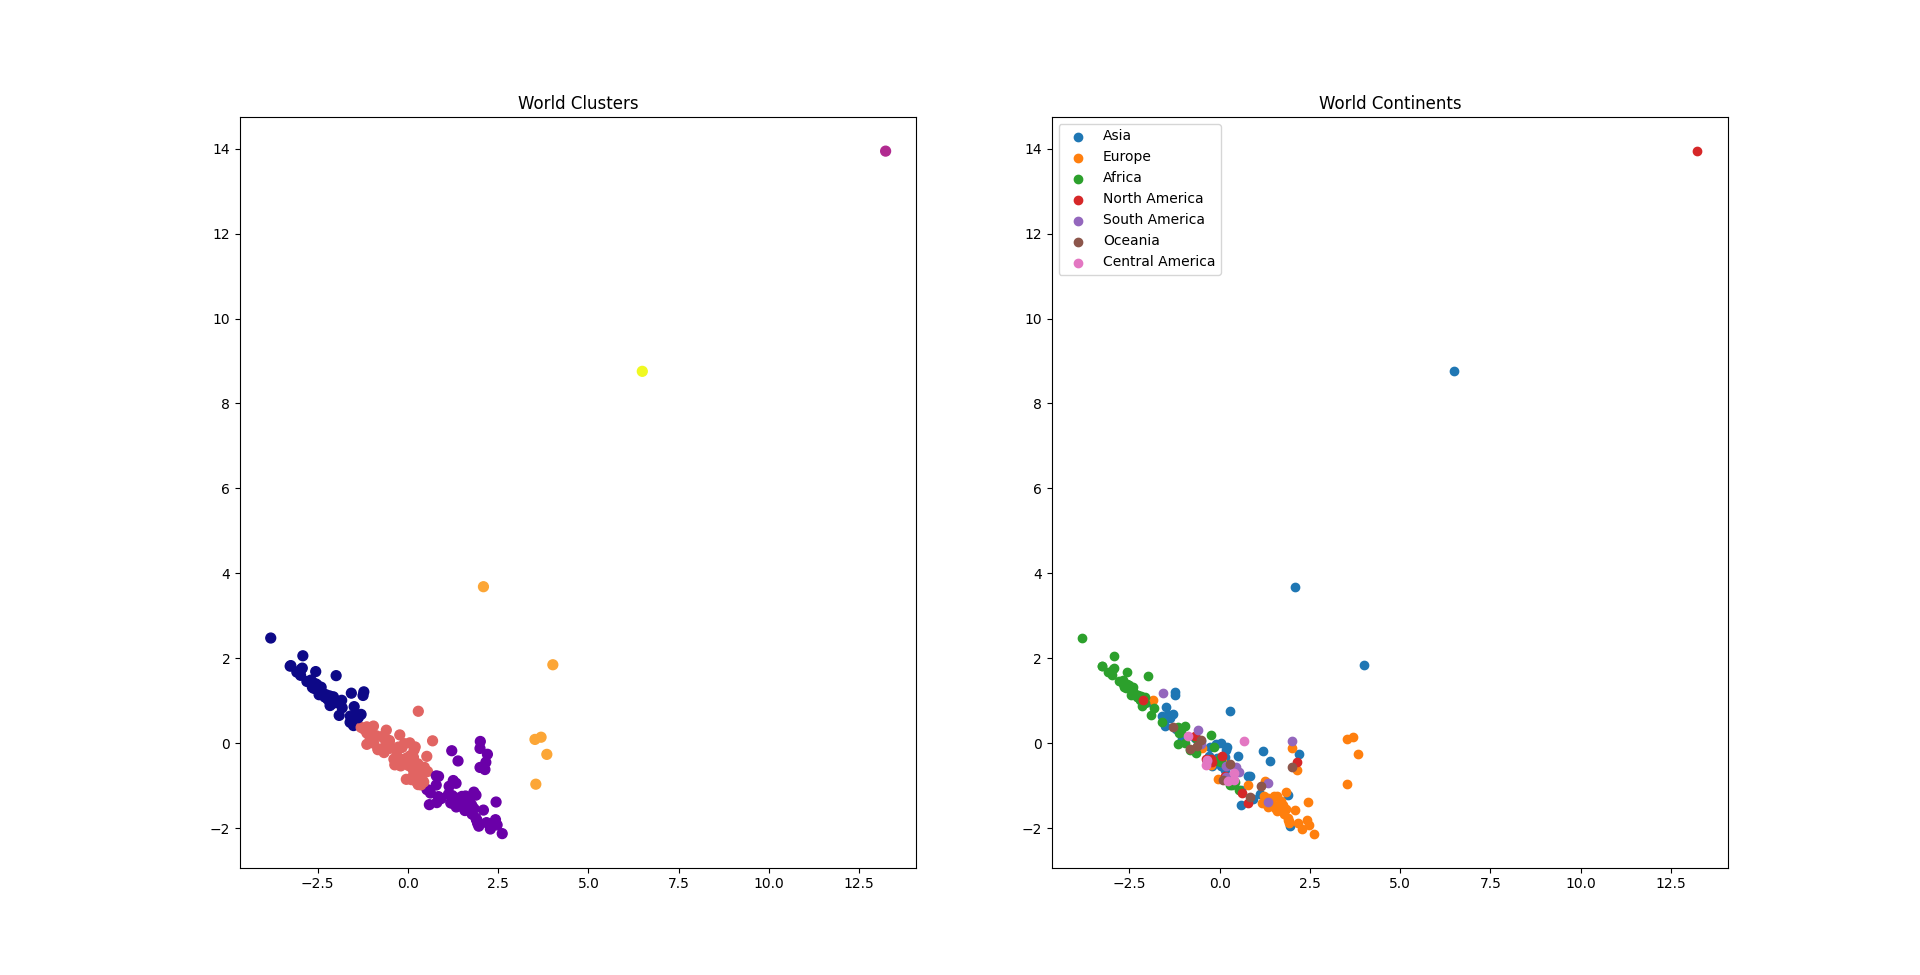 World Clusters
14
12
10
8
6
4
2
0
−2
−2.5 0.0 2.5 5.0 7.5 10.0 12.5
World Continents
Asia
Europe
Africa
North America
South America
Oceania
Central America
14
12
10
8
6
4
2
0
−2
−2.5 0.0 2.5 5.0 7.5 10.0 12.5